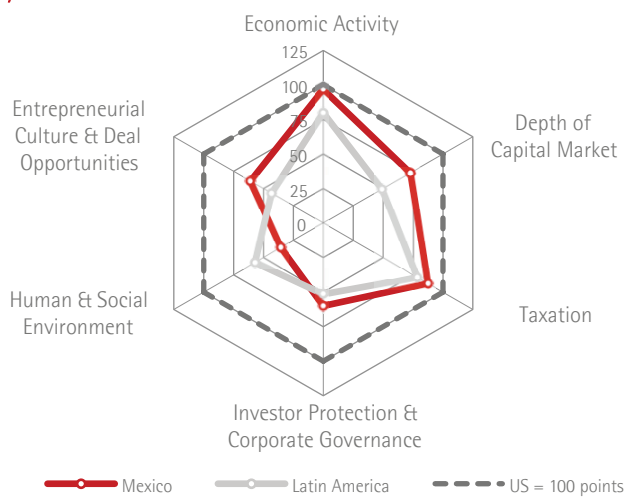 Economic Activity
125
100
75
50
25
0
Entrepreneurial
Culture & Deal
Opportunities
Depth of
Capital Market
Human & Social
Environment
Taxation
Investor Protection &
Corporate Governance
Mexico
Latin America
US = 100 points